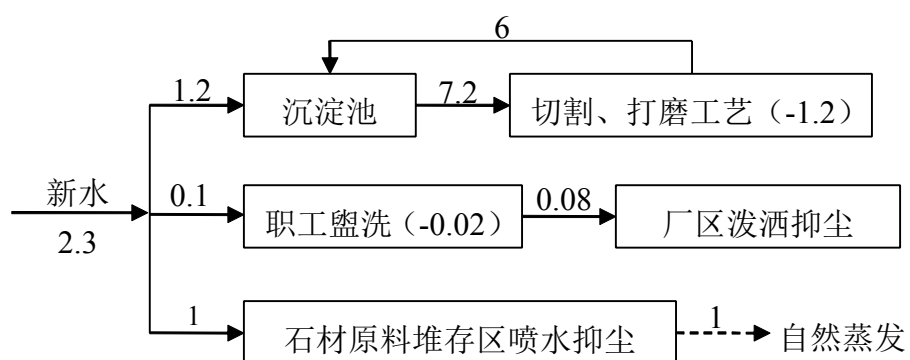 6
1.2
沉淀池
7.2
切割、打磨工艺（-1.2）
新水
2.3
0.1
职工盥洗（-0.02）
0.08
厂区泼洒抑尘
1
石材原料堆存区喷水抑尘
1
自然蒸发